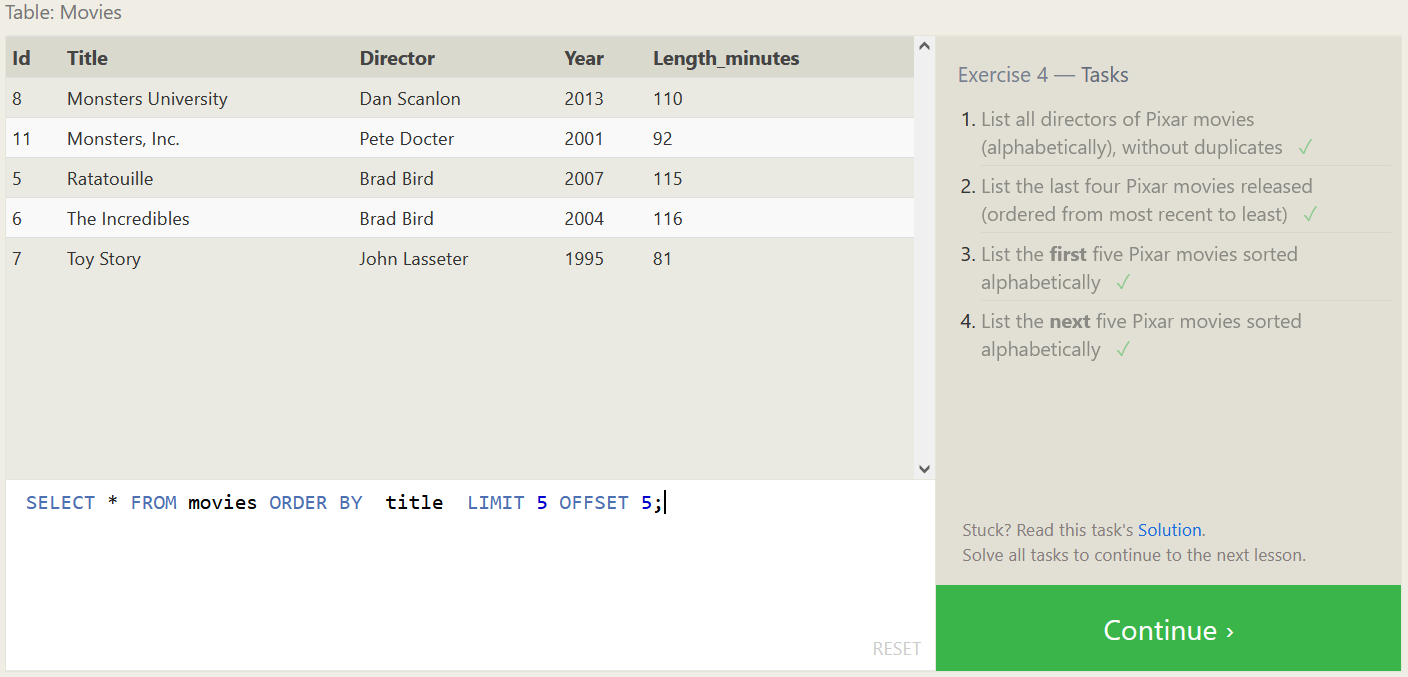 Table: Movies
Id Title Director Year Length_minutes
8 Monsters University Dan Scanlon 2013 110
11 Monsters, Inc. Pete Docter 2001 92
5 Ratatouille Brad Bird 2007 115
6 The Incredibles Brad Bird 2004 116
7 Toy Story John Lasseter 1995 81
SELECT * FROM movies ORDER BY  title  LIMIT 5 OFFSET 5;
RESET
Exercise 4 — Tasks
1. List all directors of Pixar movies
(alphabetically), without duplicates ✓
2. List the last four Pixar movies released
(ordered from most recent to least) ✓
3. List the first five Pixar movies sorted
alphabetically ✓
4. List the next five Pixar movies sorted
alphabetically ✓
Stuck? Read this task's Solution.
Solve all tasks to continue to the next lesson.
Continue ›